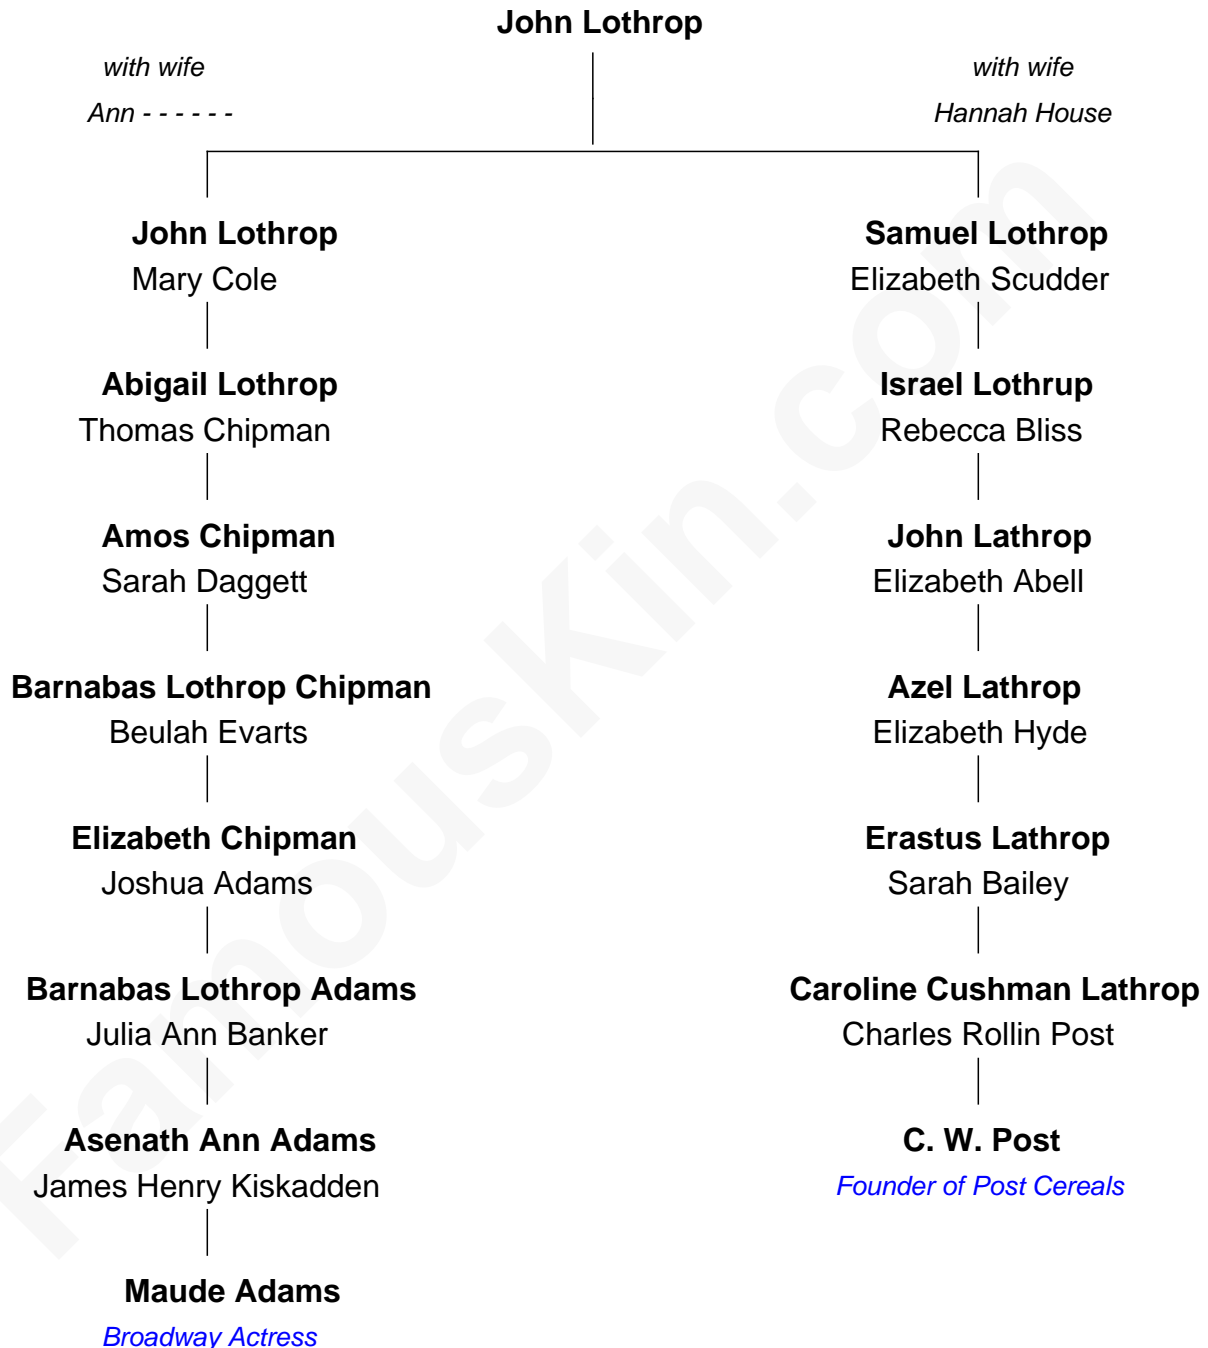 John Lothrop
with wife
Ann - - - - - -
with wife
Hannah House
John Lothrop
Mary Cole
Abigail Lothrop
Thomas Chipman
Amos Chipman
Sarah Daggett
Barnabas Lothrop Chipman
Beulah Evarts
Elizabeth Chipman
Joshua Adams
Barnabas Lothrop Adams
Julia Ann Banker
Asenath Ann Adams
James Henry Kiskadden
Maude Adams
Broadway Actress
Samuel Lothrop
Elizabeth Scudder
Israel Lothrup
Rebecca Bliss
John Lathrop
Elizabeth Abell
Azel Lathrop
Elizabeth Hyde
Erastus Lathrop
Sarah Bailey
Caroline Cushman Lathrop
Charles Rollin Post
C. W. Post
Founder of Post Cereals
FamousKin.com